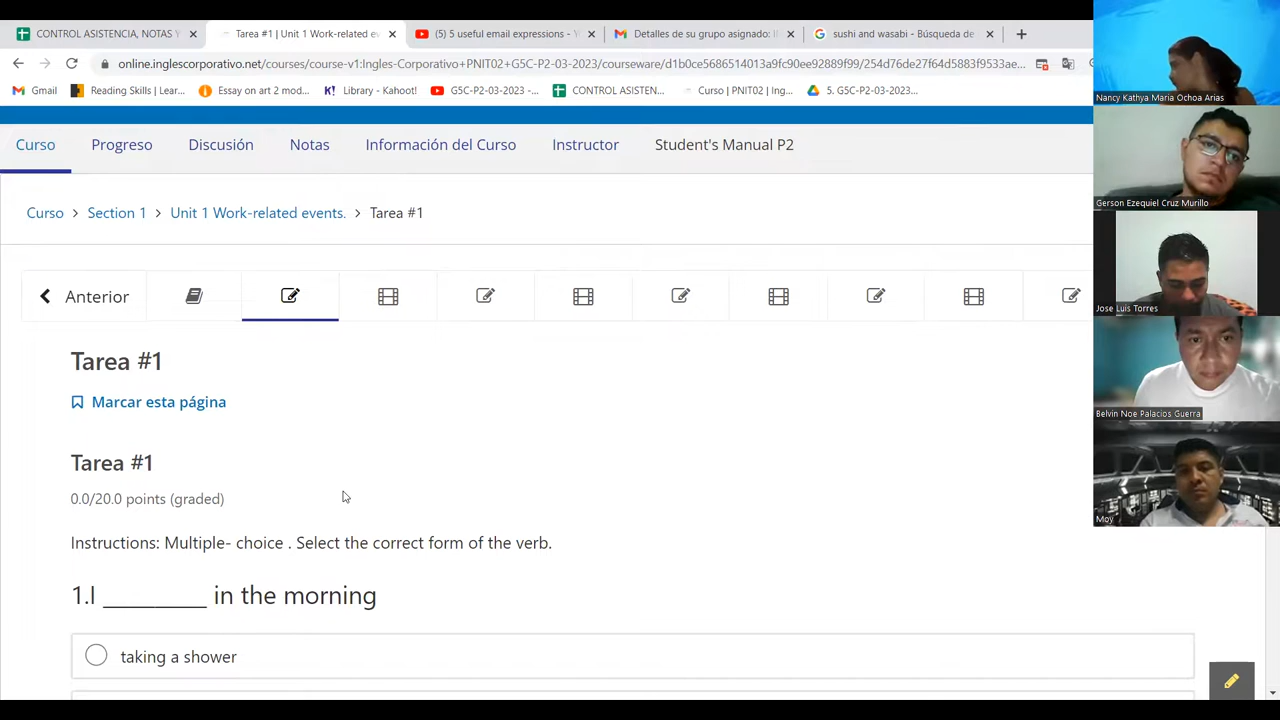 CONTROL ASISTENCIA, NOTAS Y
Tarea #1 | Unit 1 Work-related ev
(5) 5 useful email expressions - Y
Detalles de su grupo asignado: I
sushi and wasabi - Búsqueda de
online.inglescorporativo.net/courses/course-v1:Ingles-Corporativo+PNIT02+G5C-P2-03-2023/courseware/d1b0ce5686514013a9fc90ee92889f99/254d76de27f64d5883f9533ae...
Gmail
Reading Skills | Lear...
Essay on art 2 mod...
Library - Kahoot!
G5C-P2-03-2023 -...
CONTROL ASISTEN...
Curso | PNIT02 | Ing...
5. G5C-P2-03-2023...
Curso
Progreso
Discusión
Notas
Información del Curso
Instructor
Student's Manual P2
Curso > Section 1 > Unit 1 Work-related events. > Tarea #1
Anterior
Tarea #1
Marcar esta página
Tarea #1
0.0/20.0 points (graded)
Instructions: Multiple- choice . Select the correct form of the verb.
1.I _________ in the morning
taking a shower
Nancy Kathya Maria Ochoa Arias
Gerson Ezequiel Cruz Murillo
Jose Luis Torres
Belvin Noe Palacios Guerra
Moy